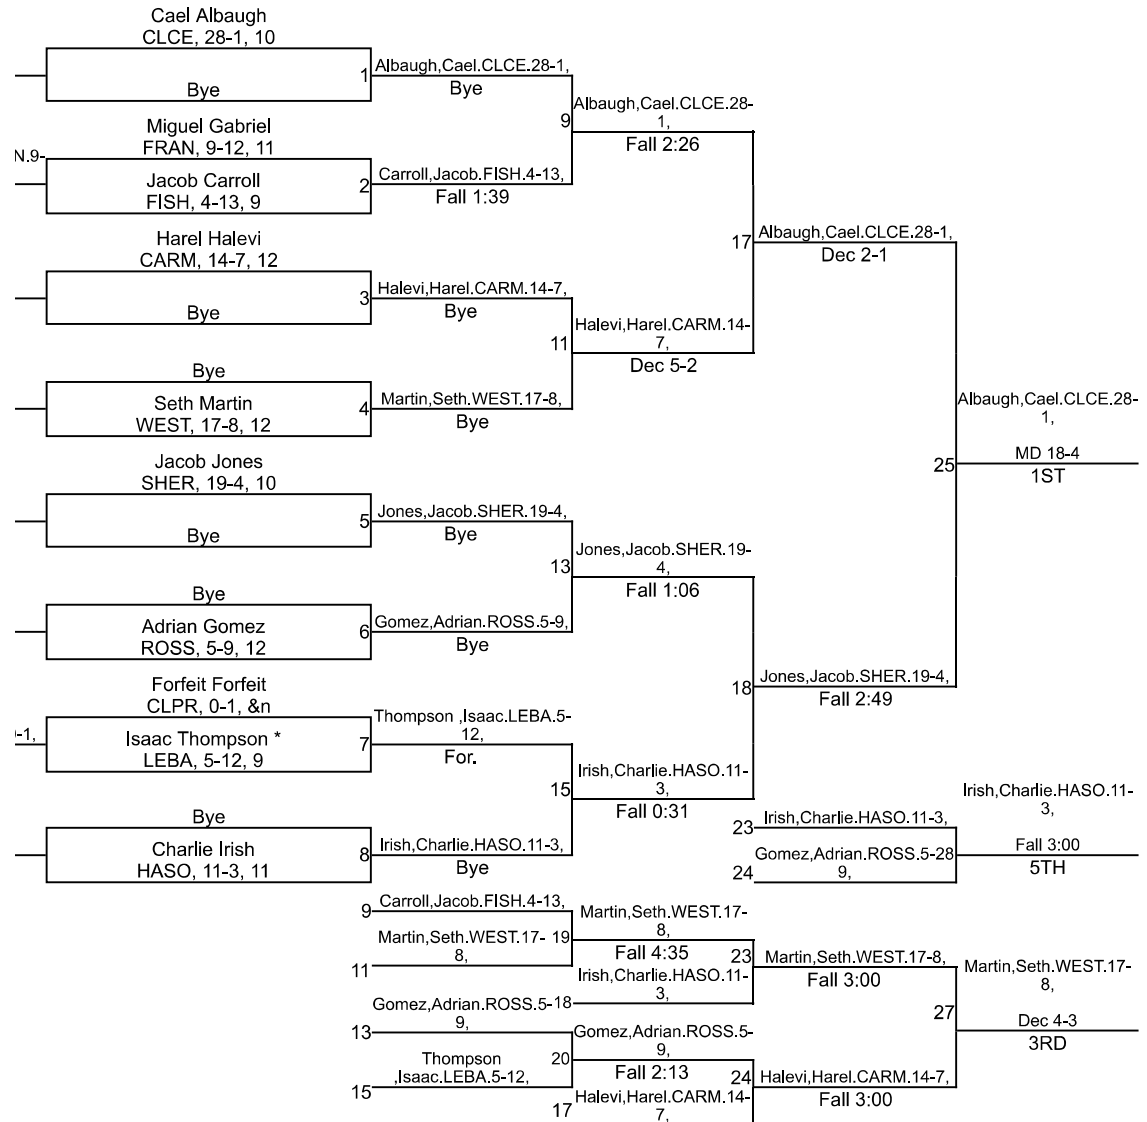 Cael Albaugh
CLCE, 28-1, 10
Bye
1
Albaugh,Cael.CLCE.28-1,
Bye
Miguel Gabriel
FRAN, 9-12, 11
N.9-
Jacob Carroll
FISH, 4-13, 9
2
Carroll,Jacob.FISH.4-13,
Fall 1:39
9
Albaugh,Cael.CLCE.28-
1,
Fall 2:26
Harel Halevi
CARM, 14-7, 12
Bye
3
Halevi,Harel.CARM.14-7,
Bye
Bye
Seth Martin
WEST, 17-8, 12
4
Martin,Seth.WEST.17-8,
Bye
11
Halevi,Harel.CARM.14-
7,
Dec 5-2
17
Albaugh,Cael.CLCE.28-1,
Dec 2-1
Jacob Jones
SHER, 19-4, 10
Bye
5
Jones,Jacob.SHER.19-4,
Bye
Bye
Adrian Gomez
ROSS, 5-9, 12
6
Gomez,Adrian.ROSS.5-9,
Bye
13
Jones,Jacob.SHER.19-
4,
Fall 1:06
Forfeit Forfeit
CLPR, 0-1, &n
)-1,
Isaac Thompson *
LEBA, 5-12, 9
7
Thompson ,Isaac.LEBA.5-
12,
For.
Bye
Charlie Irish
HASO, 11-3, 11
8
Irish,Charlie.HASO.11-3,
Bye
15
Irish,Charlie.HASO.11-
3,
Fall 0:31
18
Jones,Jacob.SHER.19-4,
Fall 2:49
25
Albaugh,Cael.CLCE.28-
1,
MD 18-4
1ST
23
Irish,Charlie.HASO.11-3,
24
Gomez,Adrian.ROSS.5-
9,
28
Irish,Charlie.HASO.11-
3,
Fall 3:00
5TH
9
Carroll,Jacob.FISH.4-13,
11
Martin,Seth.WEST.17-
8,
19
Martin,Seth.WEST.17-
8,
Fall 4:35
18
Irish,Charlie.HASO.11-
3,
23
Martin,Seth.WEST.17-8,
Fall 3:00
13
Gomez,Adrian.ROSS.5-
9,
15
Thompson
,Isaac.LEBA.5-12,
20
Gomez,Adrian.ROSS.5-
9,
Fall 2:13
17
Halevi,Harel.CARM.14-
7,
24
Halevi,Harel.CARM.14-7,
Fall 3:00
27
Martin,Seth.WEST.17-
8,
Dec 4-3
3RD